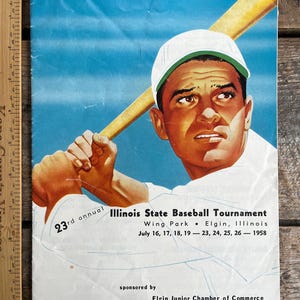 23rd annual
Illinois State Baseball Tournament
Wing Park • Elgin, Illinois
July 16, 17, 18, 19 — 23, 24, 25, 26 — 1958
sponsored by
Elgin Junior Chamber of Commerce